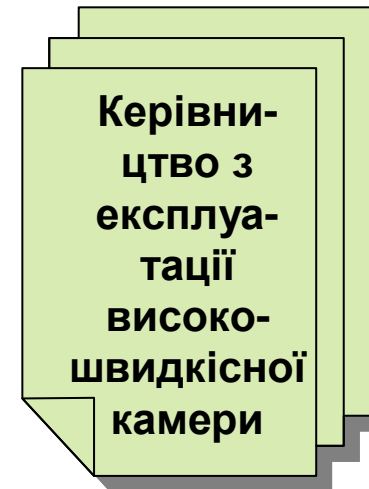 Керівни-
цтво з
експлуа-
тації
високо-
швидкісної
камери